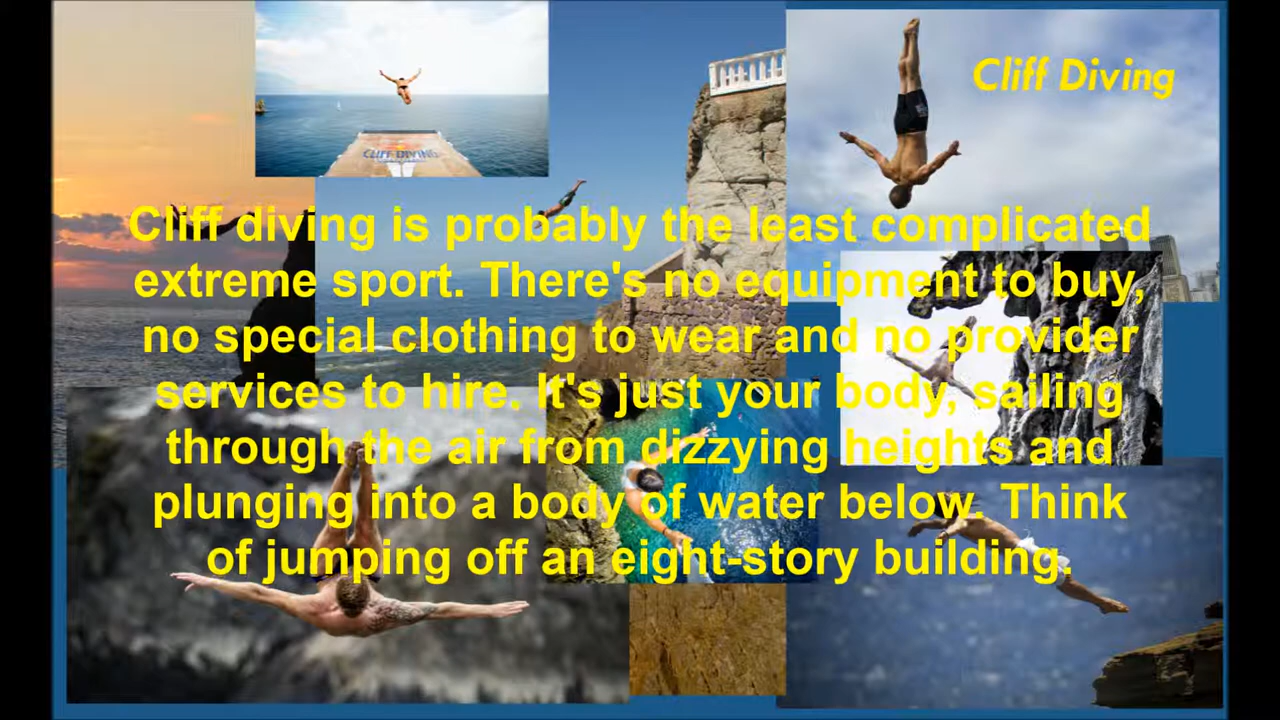 CLIFF DIVING
Cliff Diving
Cliff diving is probably the least complicated
extreme sport. There's no equipment to buy,
no special clothing to wear and no provider
services to hire. It's just your body, sailing
through the air from dizzying heights and
plunging into a body of water below. Think
of jumping off an eight-story building.